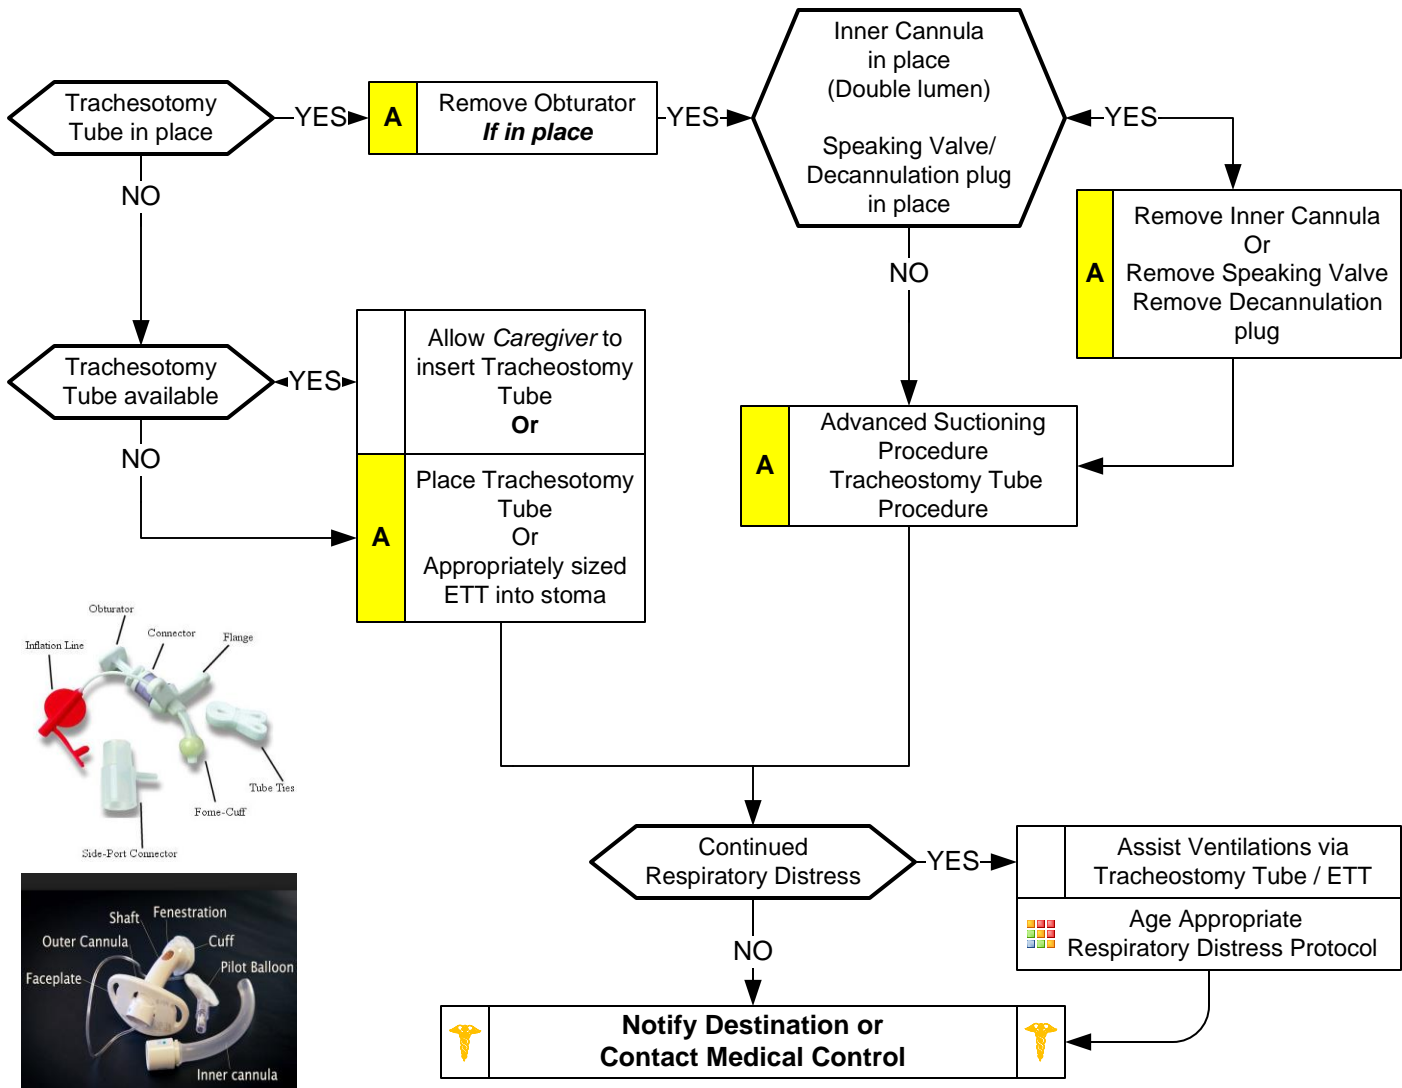 Trachesotomy
Tube in place
YES
A
Remove Obturator
If in place
YES
Inner Cannula
in place
(Double lumen)
Speaking Valve/
Decannulation plug
in place
YES
A
Remove Inner Cannula
Or
Remove Speaking Valve
Remove Decannulation
plug
NO
NO
Trachesotomy
Tube available
YES
Allow Caregiver to
insert Tracheostomy
Tube
Or
NO
A
Place Trachesotomy
Tube
Or
Appropriately sized
ETT into stoma
A
Advanced Suctioning
Procedure
Tracheostomy Tube
Procedure
Obturator
Connector
Flange
Inflation Line
Tube Ties
Fome-Cuff
Side-Port Connector
Continued
Respiratory Distress
YES
Assist Ventilations via
Tracheostomy Tube / ETT
Age Appropriate
Respiratory Distress Protocol
NO
Notify Destination or
Contact Medical Control
Shaft
Fenestration
Outer Cannula
Cuff
Faceplate
Pilot Balloon
Inner cannula